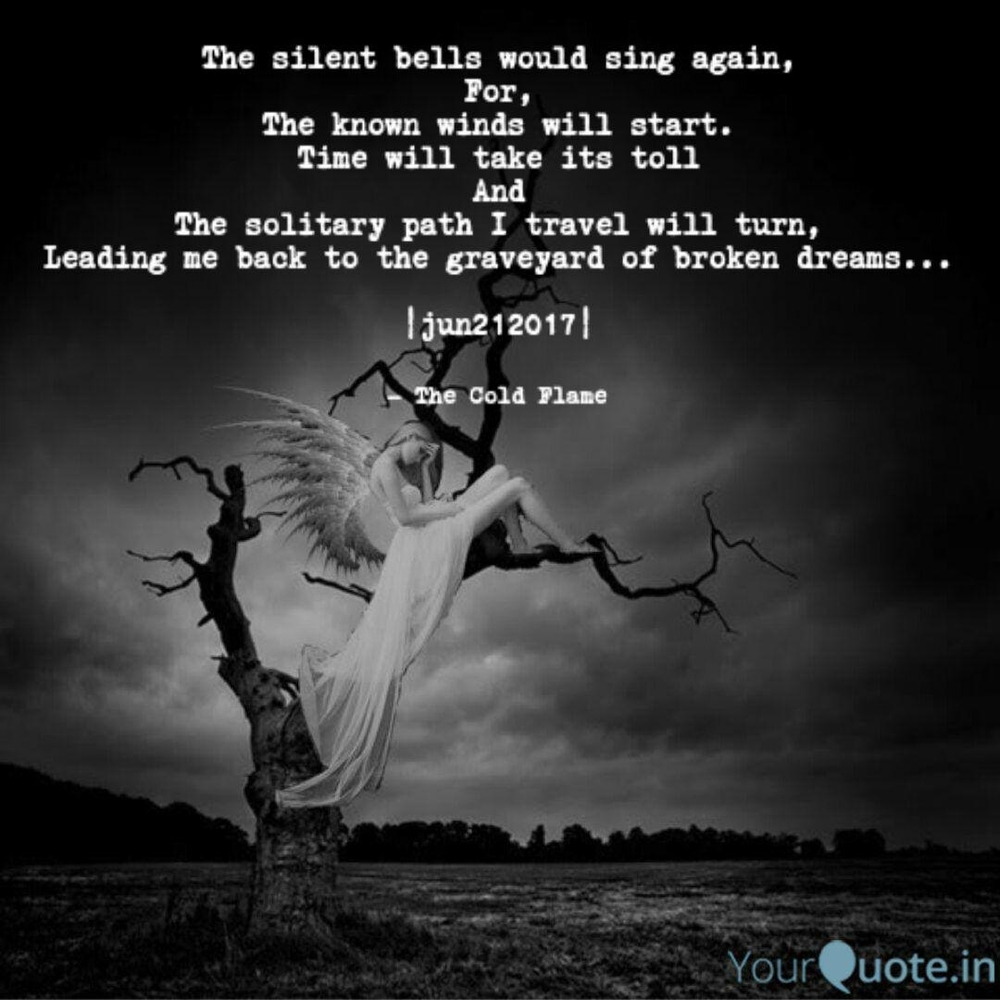 The silent bells would sing again,
For,
The known winds will start.
Time will take its toll
And
The solitary path I travel will turn,
Leading me back to the graveyard of broken dreams...
|jun212017|
- The Cold Flame
YourQuote.in